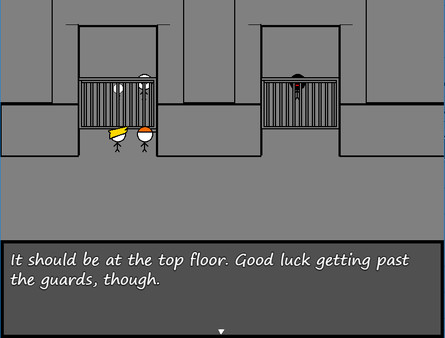 It should be at the top floor. Good luck getting past
the guards, though.